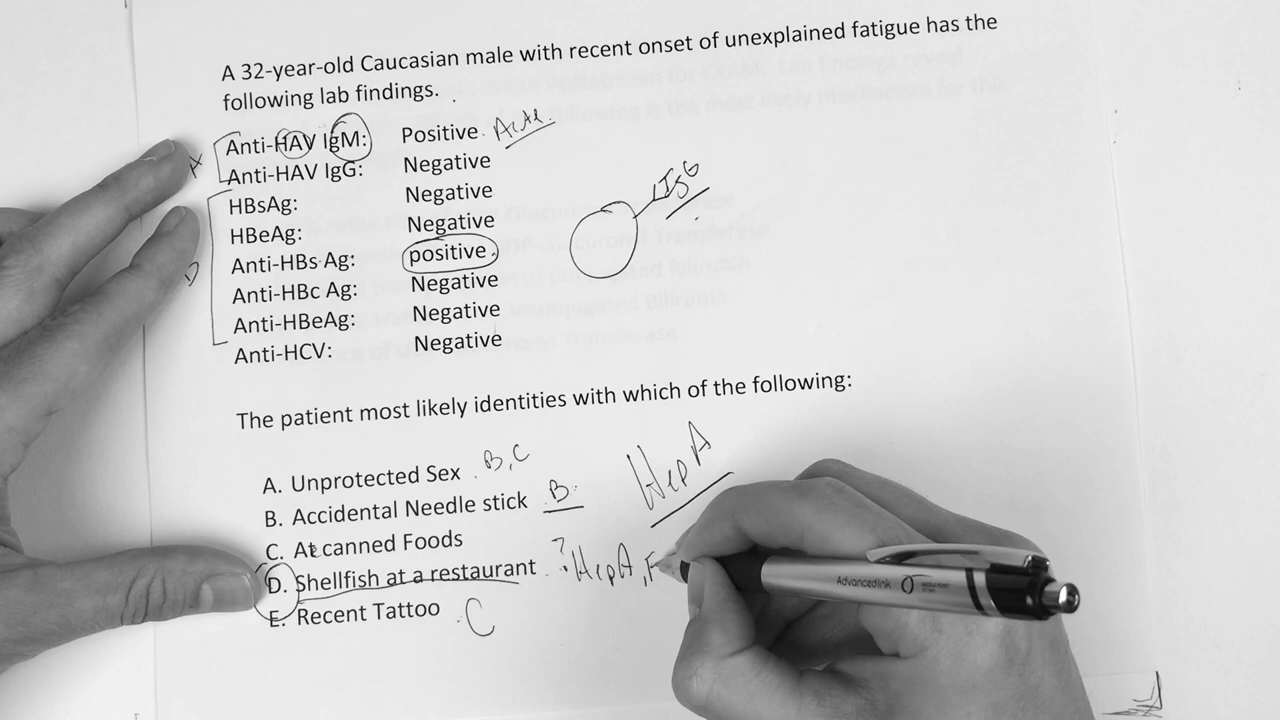 A 32-year-old Caucasian male with recent onset of unexplained fatigue has the
following lab findings.
Anti-HAV IgM: Positive. Acute.
Anti-HAV IgG: Negative
HBsAg: Negative
HBeAg: Negative
Anti-HBs Ag: positive.
Anti-HBc Ag: Negative
Anti-HBeAg: Negative
Anti-HCV: Negative
A
IgG
The patient most likely identities with which of the following:
A. Unprotected Sex B, C
B. Accidental Needle stick B.
C. Ate canned Foods
D. Shellfish at a restaurant ? HepA, F
E. Recent Tattoo C
HepA
Advanced Ink